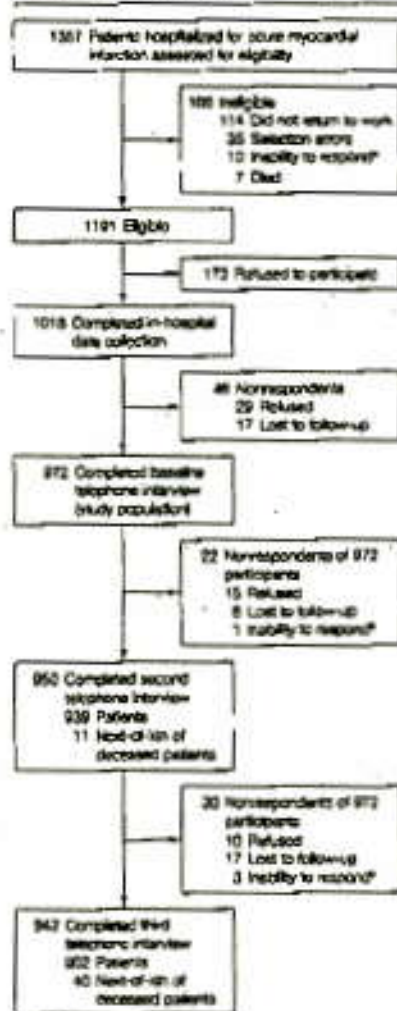 1357 Patients hospitalized for acute myocardial
infarction assessed for eligibility
166 Ineligible
114 Did not return to work
35 Selection errors
10 Inability to respond*
7 Died
1191 Eligible
173 Refused to participate
1018 Completed in-hospital
data collection
46 Nonrespondents
29 Refused
17 Lost to follow-up
972 Completed baseline
telephone interview
(study population)
22 Nonrespondents of 972
participants
15 Refused
6 Lost to follow-up
1 Inability to respond*
950 Completed second
telephone interview
939 Patients
11 Next-of-kin of
deceased patients
30 Nonrespondents of 972
participants
10 Refused
17 Lost to follow-up
3 Inability to respond*
942 Completed third
telephone interview
902 Patients
40 Next-of-kin of
deceased patients